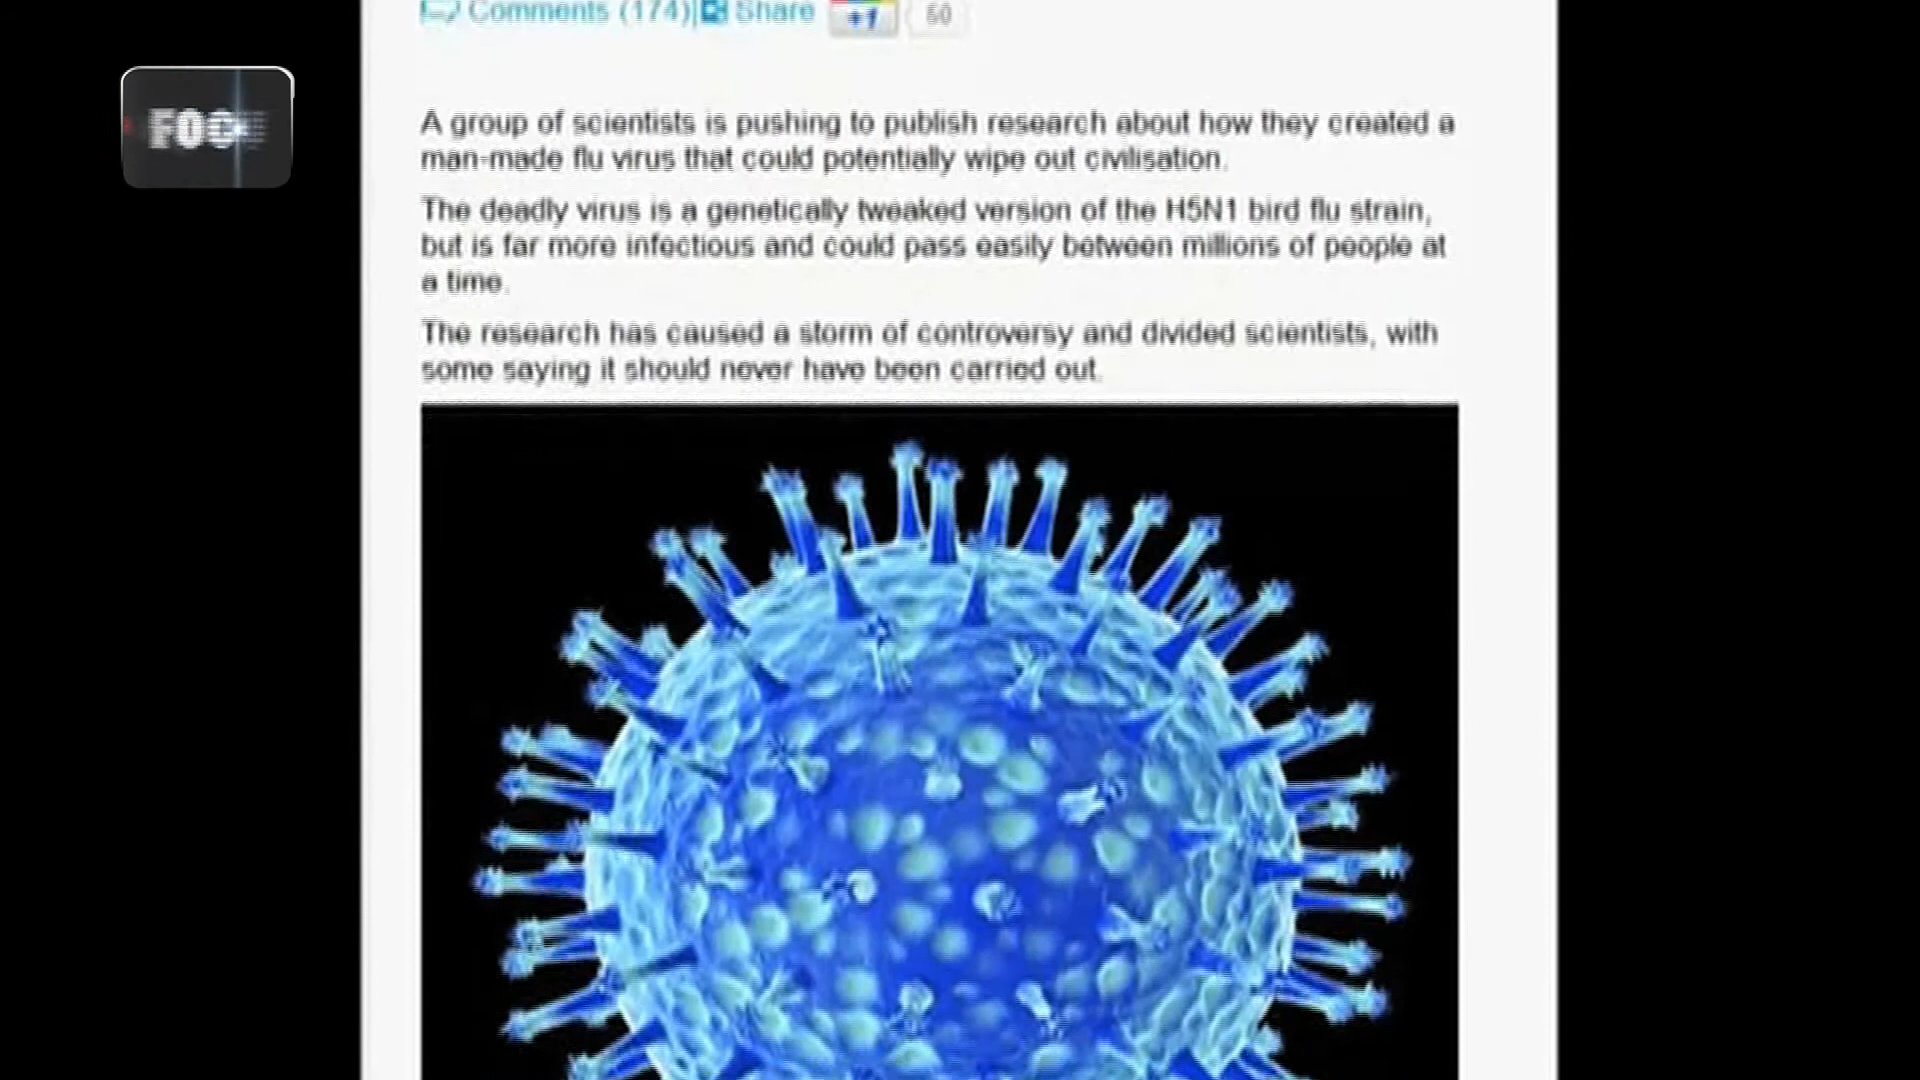 Comments (174)| Share +1 50
FOC
A group of scientists is pushing to publish research about how they created a
man-made flu virus that could potentially wipe out civilisation.
The deadly virus is a genetically tweaked version of the H5N1 bird flu strain,
but is far more infectious and could pass easily between millions of people at
a time.
The research has caused a storm of controversy and divided scientists, with
some saying it should never have been carried out.